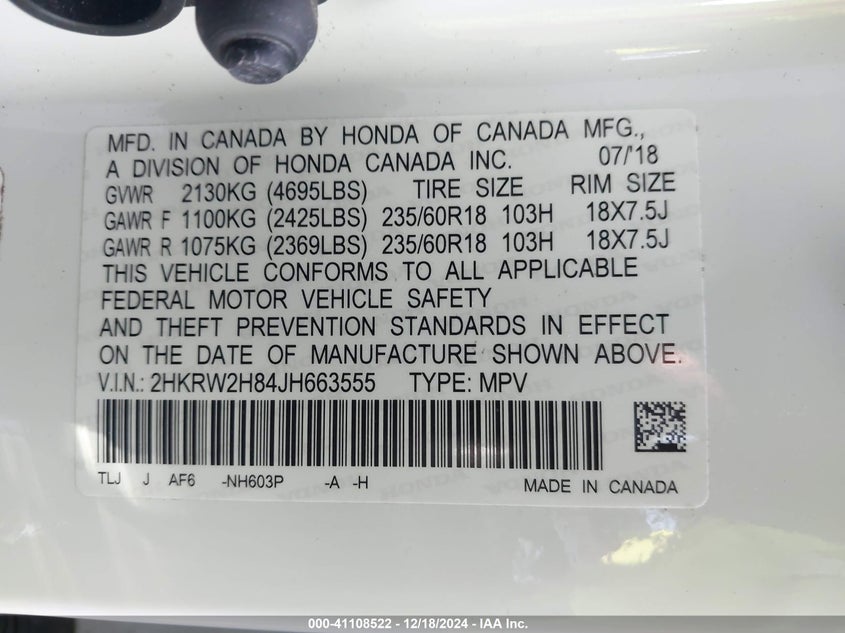 MFD. IN CANADA BY HONDA OF CANADA MFG.,
A DIVISION OF HONDA CANADA INC. 07/'18
GVWR 2130KG (4695LBS) TIRE SIZE RIM SIZE
GAWR F 1100KG (2425LBS) 235/60R18 103H 18X7.5J
GAWR R 1075KG (2369LBS) 235/60R18 103H 18X7.5J
THIS VEHICLE CONFORMS TO ALL APPLICABLE
FEDERAL MOTOR VEHICLE SAFETY
AND THEFT PREVENTION STANDARDS IN EFFECT
ON THE DATE OF MANUFACTURE SHOWN ABOVE.
V.I.N.: 2HKRW2H84JH663555 TYPE: MPV
TLJ J AF6 -NH603P -A -H MADE IN CANADA
000-41108522 - 12/18/2024 - IAA Inc.